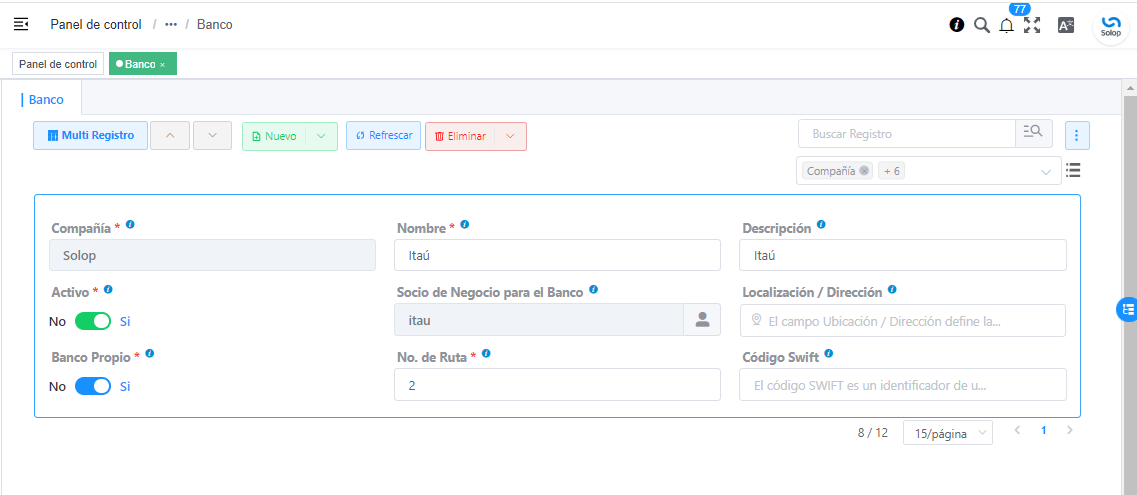 Panel de control / ••• / Banco
77
Solop
Panel de control
Banco ×
Banco
Multi Registro
Nuevo
Refrescar
Eliminar
Buscar Registro
Compañía
+ 6
Compañía *
Nombre *
Descripción
Solop
Itaú
Itaú
Activo *
Socio de Negocio para el Banco
Localización / Dirección
No
Si
itau
El campo Ubicación / Dirección define la...
Banco Propio *
No. de Ruta *
Código Swift
No
Si
2
El código SWIFT es un identificador de u...
8 / 12
15/página
1